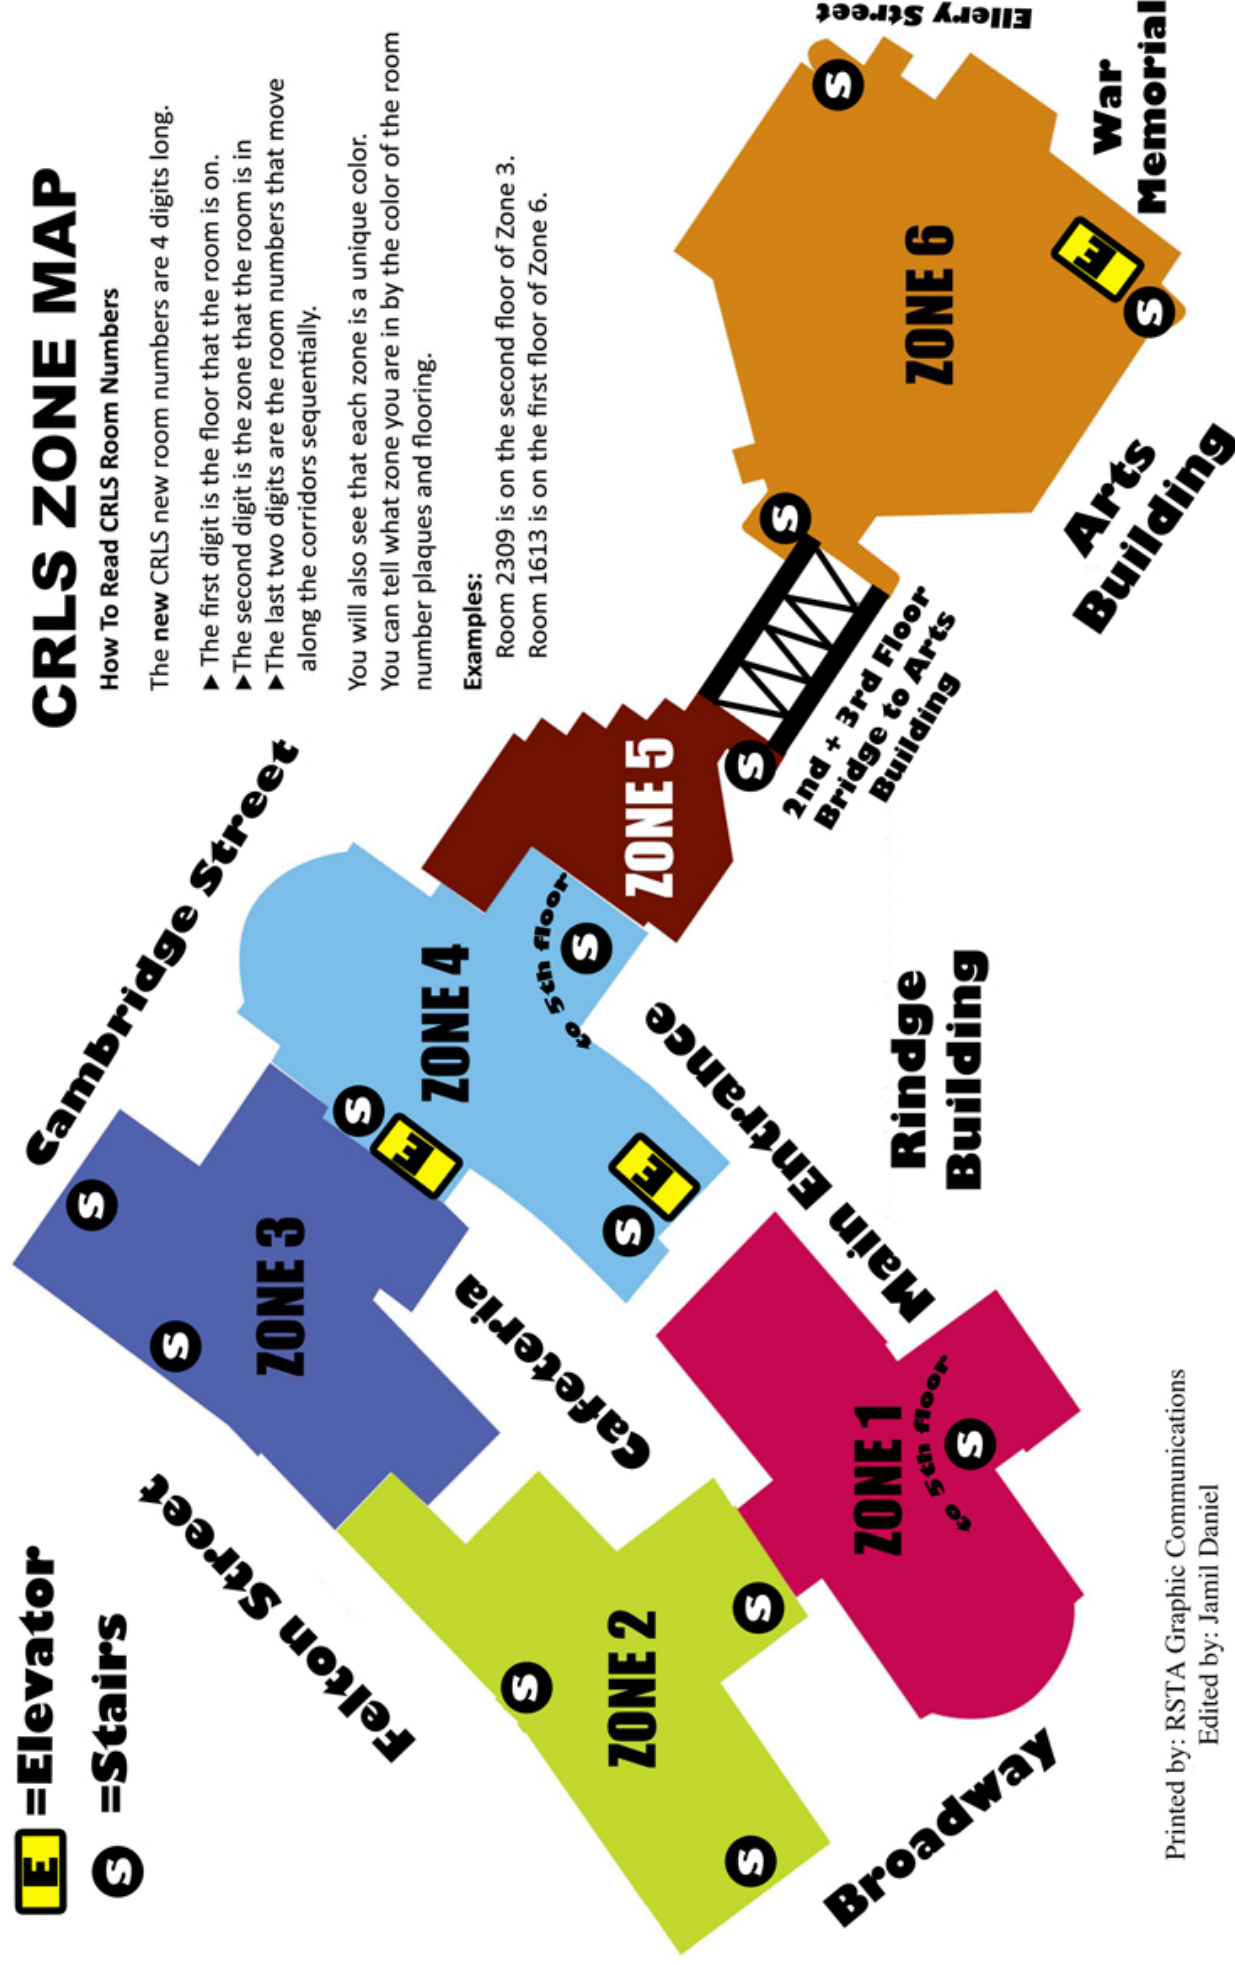 E =Elevator
S =Stairs
CRLS ZONE MAP
How To Read CRLS Room Numbers
The new CRLS new room numbers are 4 digits long.
▶ The first digit is the floor that the room is on.
▶The second digit is the zone that the room is in
▶The last two digits are the room numbers that move
along the corridors sequentially.
You will also see that each zone is a unique color.
You can tell what zone you are in by the color of the room
number plaques and flooring.
Examples:
Room 2309 is on the second floor of Zone 3.
Room 1613 is on the first floor of Zone 6.
Cambridge Street
Felton Street
S
S
ZONE 3
S
E
ZONE 4
to 5th floor
S
S
E
ZONE 5
S
2nd + 3rd Floor
Bridge to Arts
Building
S
ZONE 6
S
E
S
Ellery Street
War
Memorial
Arts
Building
Cafeteria
Main Entrance
Rindge
Building
S
ZONE 2
S
S
ZONE 1
to 5th floor
S
Broadway
Printed by: RSTA Graphic Communications
Edited by: Jamil Daniel